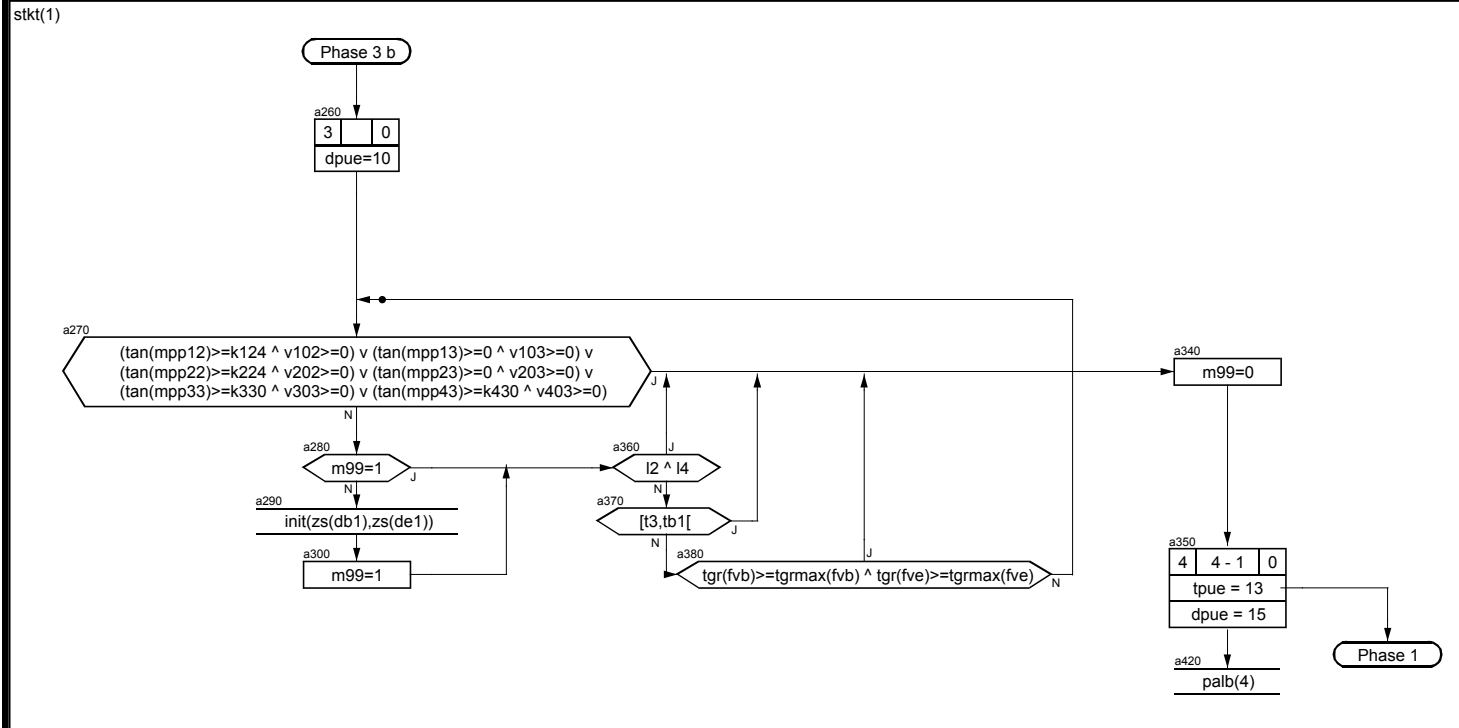 stkt(1)
Phase 3 b
a260
3 0
dpue=10
a270
(tan(mpp12)>=k124 ^ v102>=0) v (tan(mpp13)>=0 ^ v103>=0) v
(tan(mpp22)>=k224 ^ v202>=0) v (tan(mpp23)>=0 ^ v203>=0) v
(tan(mpp33)>=k330 ^ v303>=0) v (tan(mpp43)>=k430 ^ v403>=0)
J
N
a340
m99=0
a280
m99=1
J
N
a360
J
l2 ^ l4
N
a290
init(zs(db1),zs(de1))
a370
[t3,tb1[
J
N
a300
m99=1
a380
J
tgr(fvb)>=tgrmax(fvb) ^ tgr(fve)>=tgrmax(fve)
N
a350
4 4 - 1 0
tpue = 13
dpue = 15
Phase 1
a420
palb(4)